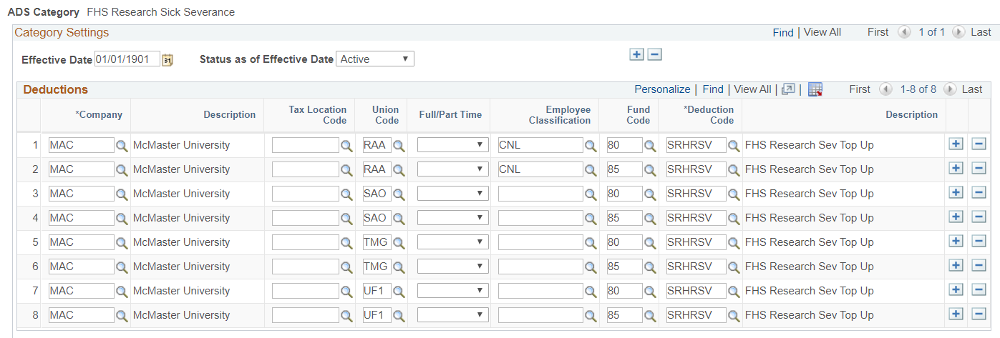 ADS Category FHS Research Sick Severance
Category Settings Find | View All First 1 of 1 Last
Effective Date 01/01/1901 31 Status as of Effective Date Active
Deductions Personalize | Find | View All | | First 1-8 of 8 Last
*Company Description Tax Location Code Union Code Full/Part Time Employee Classification Fund Code *Deduction Code Description
1 MAC McMaster University RAA CNL 80 SRHRSV FHS Research Sev Top Up
2 MAC McMaster University RAA CNL 85 SRHRSV FHS Research Sev Top Up
3 MAC McMaster University SAO 80 SRHRSV FHS Research Sev Top Up
4 MAC McMaster University SAO 85 SRHRSV FHS Research Sev Top Up
5 MAC McMaster University TMG 80 SRHRSV FHS Research Sev Top Up
6 MAC McMaster University TMG 85 SRHRSV FHS Research Sev Top Up
7 MAC McMaster University UF1 80 SRHRSV FHS Research Sev Top Up
8 MAC McMaster University UF1 85 SRHRSV FHS Research Sev Top Up